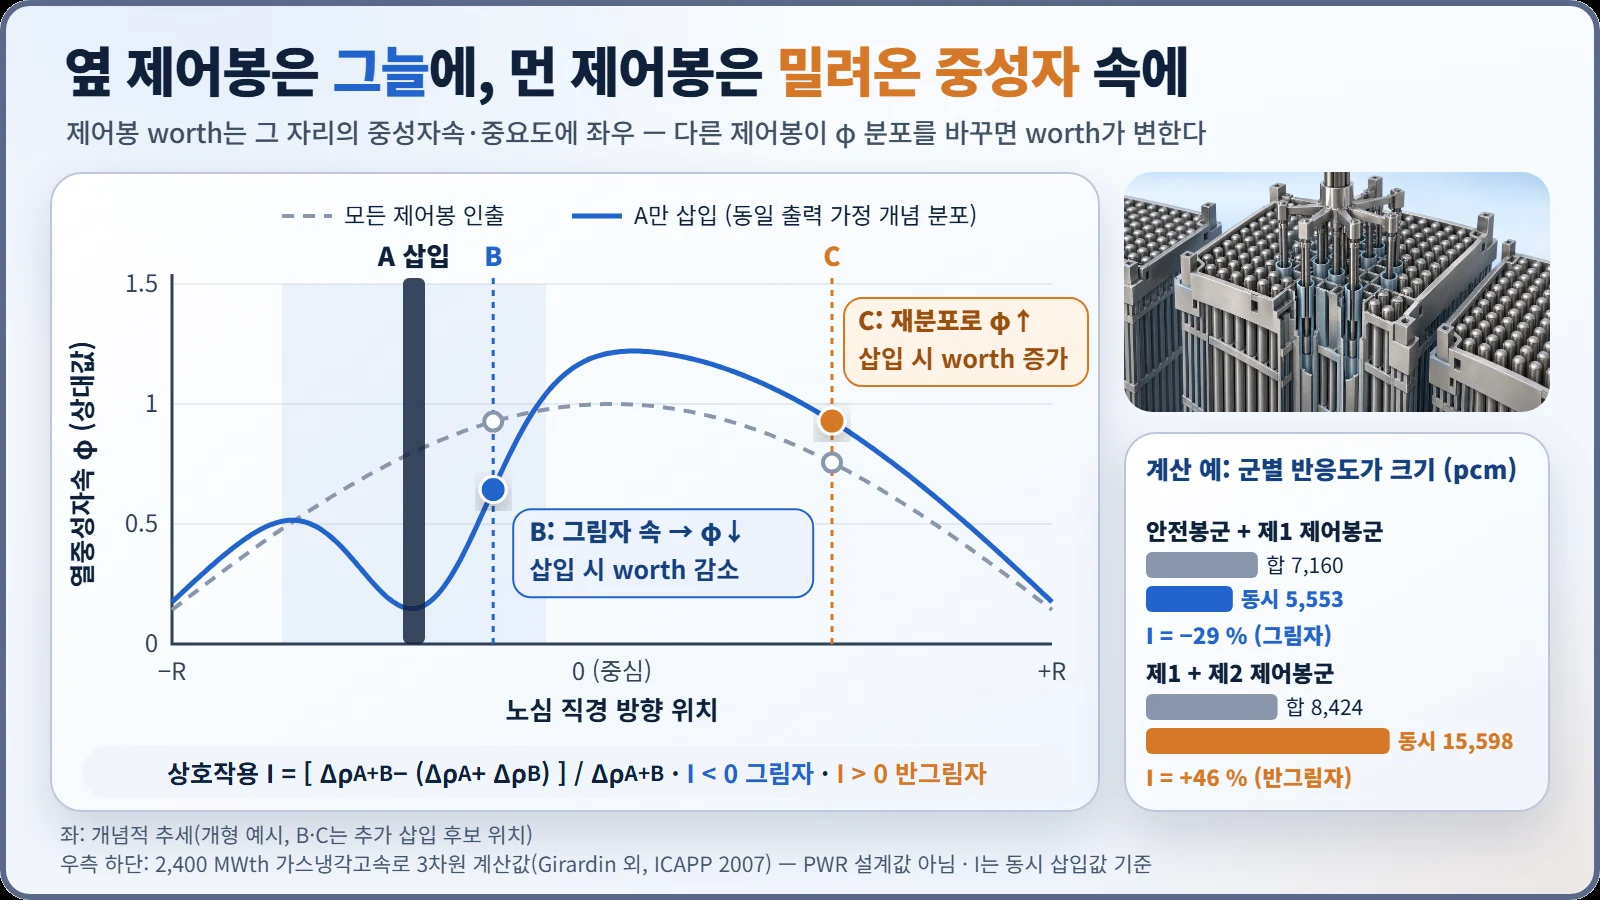 옆 제어봉은 그늘에, 먼 제어봉은 밀려온 중성자 속에
제어봉 worth는 그 자리의 중성자속·중요도에 좌우 — 다른 제어봉이 φ 분포를 바꾸면 worth가 변한다
모든 제어봉 인출
A만 삽입 (동일 출력 가정 개념 분포)
A 삽입
B
C
1.5
1
0.5
0
열중성자속 φ (상대값)
C: 재분포로 φ↑
삽입 시 worth 증가
B: 그림자 속 → φ↓
삽입 시 worth 감소
−R
0 (중심)
+R
노심 직경 방향 위치
상호작용 I = [ ΔρA+B− (ΔρA+ ΔρB) ] / ΔρA+B · I < 0 그림자 · I > 0 반그림자
계산 예: 군별 반응도가 크기 (pcm)
안전봉군 + 제1 제어봉군
합 7,160
동시 5,553
I = −29 % (그림자)
제1 + 제2 제어봉군
합 8,424
동시 15,598
I = +46 % (반그림자)
좌: 개념적 추세(개형 예시, B·C는 추가 삽입 후보 위치)
우측 하단: 2,400 MWth 가스냉각고속로 3차원 계산값(Girardin 외, ICAPP 2007) — PWR 설계값 아님 · I는 동시 삽입값 기준